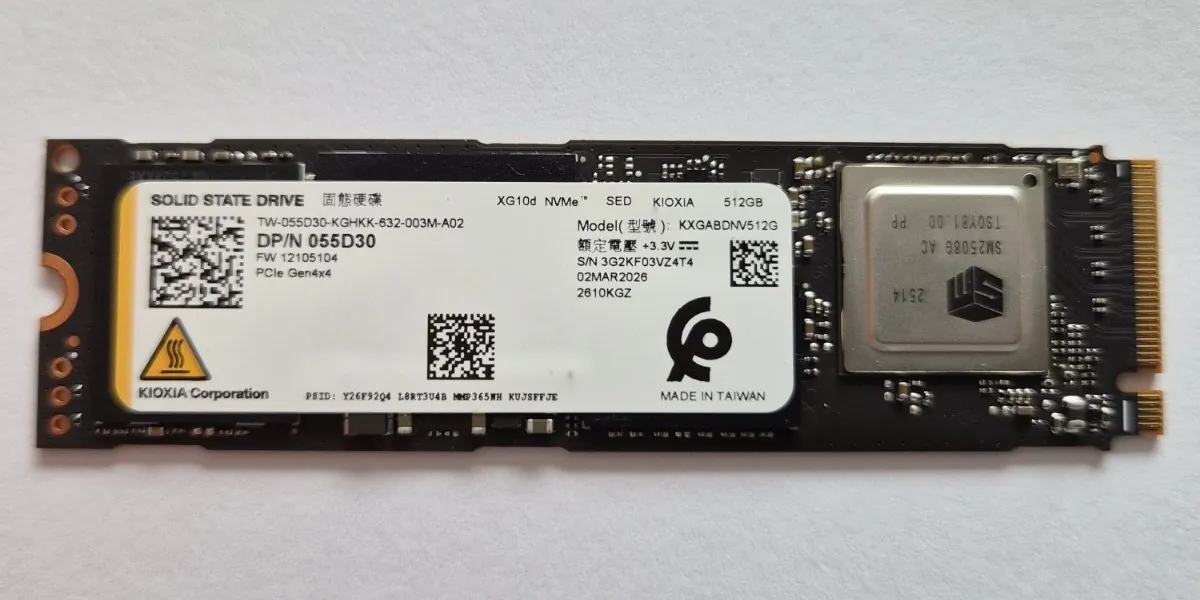 SOLID STATE DRIVE 固態硬碟
XG10d NVMe™ SED KIOXIA 512GB
TW-055D30-KGHKK-632-003M-A02
DP/N 055D30
FW 12105104
PCIe Gen4x4
Model(型號): KXGABDNV512G
額定電壓 +3.3V
S/N 3G2KF03VZ4T4
02MAR2026
2610KGZ
KIOXIA Corporation
PSID: Y26F92Q4 L8RT3U4B MMP365WH KUJSFFJE
MADE IN TAIWAN
2514
SM2508G AC
TSQY81.00 PP